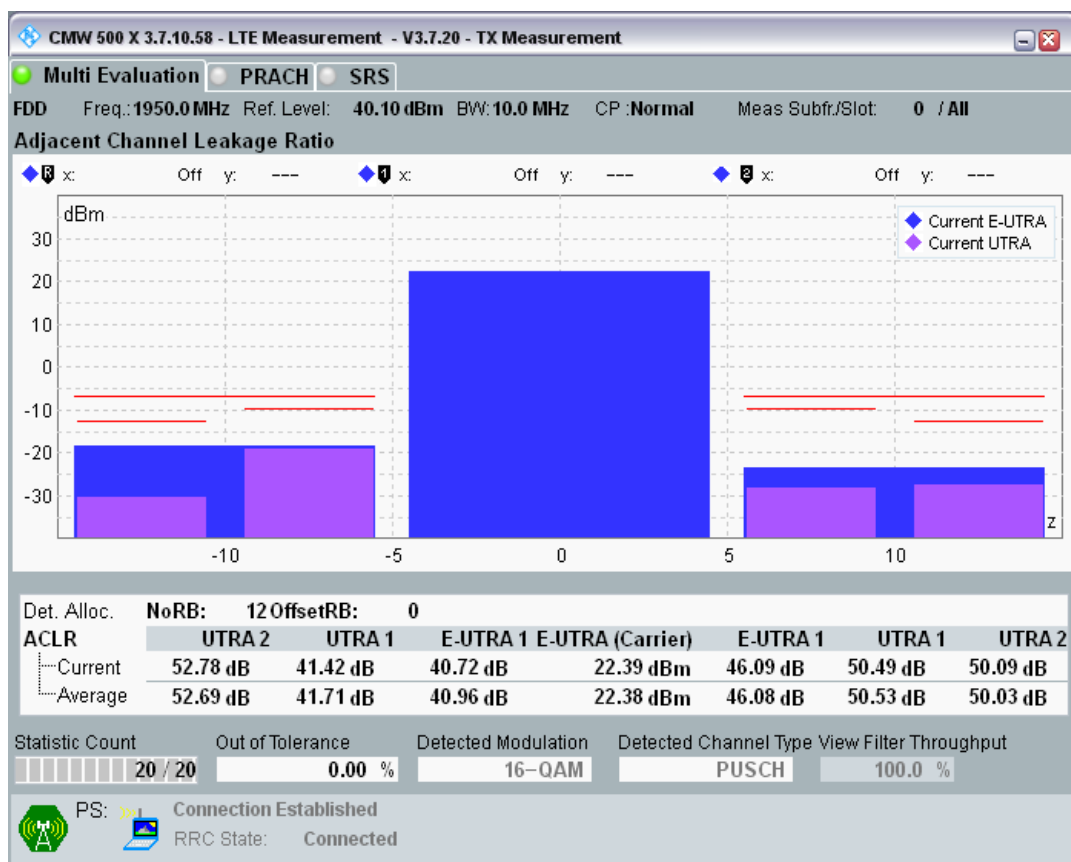 CMW 500 X 3.7.10.58 - LTE Measurement - V3.7.20 - TX Measurement
Multi Evaluation PRACH SRS
FDD Freq.: 1950.0 MHz Ref. Level: 40.10 dBm BW: 10.0 MHz CP : Normal Meas Subfr./Slot: 0 / All
Adjacent Channel Leakage Ratio
R x: Off y: --- 1 x: Off y: --- 2 x: Off y: ---
dBm
Current E-UTRA
Current UTRA
30
20
10
0
-10
-20
-30
z
-10 -5 0 5 10
Det. Alloc. NoRB: 12 OffsetRB: 0
ACLR UTRA 2 UTRA 1 E-UTRA 1 E-UTRA (Carrier) E-UTRA 1 UTRA 1 UTRA 2
Current 52.78 dB 41.42 dB 40.72 dB 22.39 dBm 46.09 dB 50.49 dB 50.09 dB
Average 52.69 dB 41.71 dB 40.96 dB 22.38 dBm 46.08 dB 50.53 dB 50.03 dB
Statistic Count Out of Tolerance Detected Modulation Detected Channel Type View Filter Throughput
20 / 20 0.00 % 16-QAM PUSCH 100.0 %
PS: Connection Established
RRC State: Connected